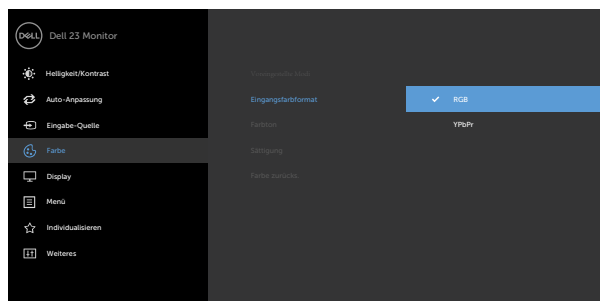 DELL Dell 23 Monitor
Helligkeit/Kontrast
Auto-Anpassung
Eingangsfarbformat
RGB
Eingabe-Quelle
Farbton
YPbPr
Farbe
Sättigung
Display
Farbe zurücks.
Menü
Individualisieren
Weiteres